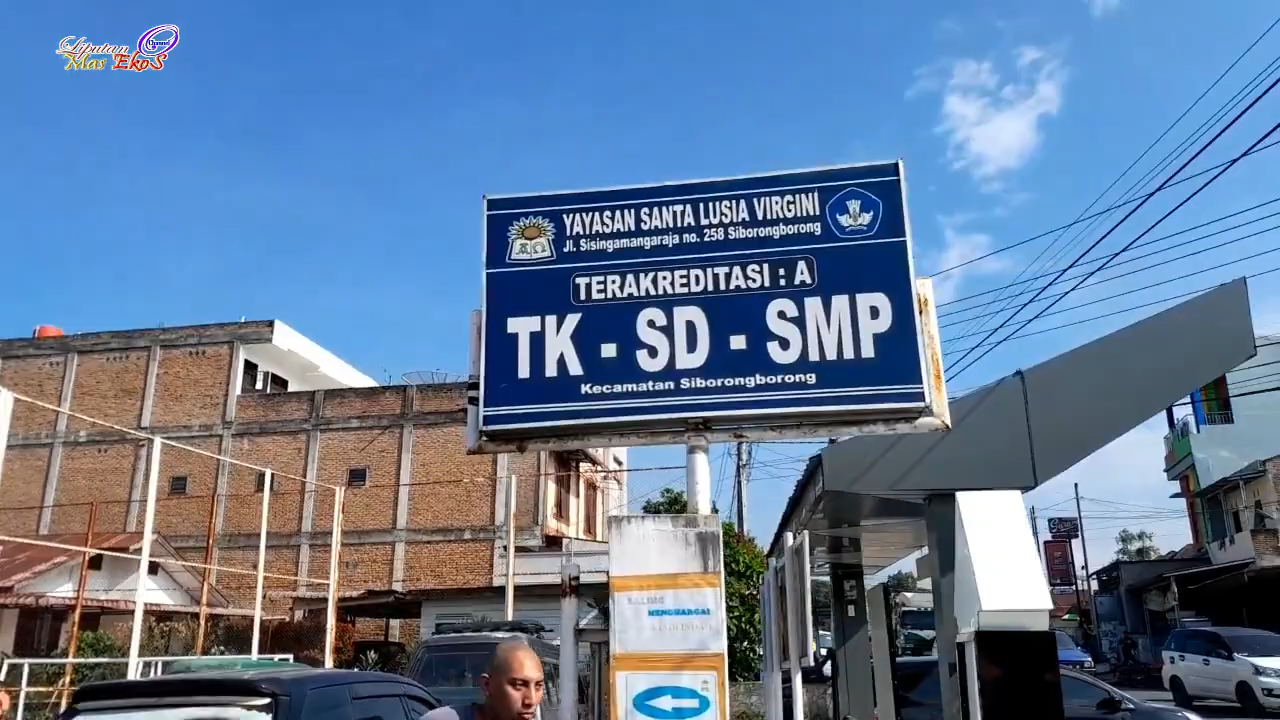 Liputan
Channel
Mas EkoS
YAYASAN SANTA LUSIA VIRGINI
Jl. Sisingamangaraja no. 258 Siborongborong
TERAKREDITASI : A
TK - SD - SMP
Kecamatan Siborongborong
MENGHARGAI